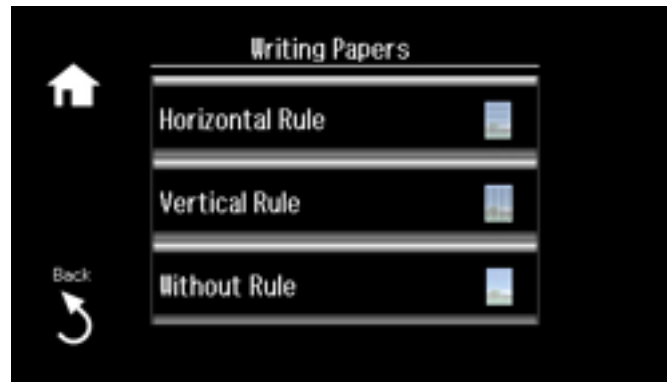 Writing Papers
Horizontal Rule
Vertical Rule
Back
Without Rule